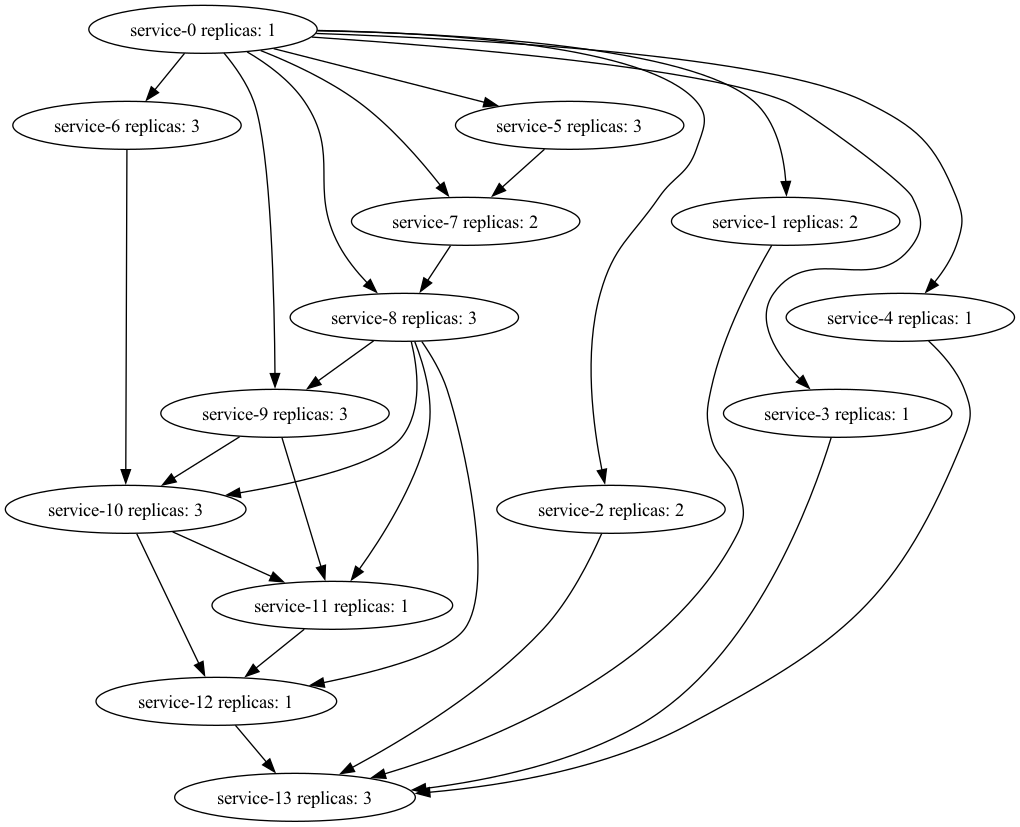 service-0 replicas: 1
service-6 replicas: 3
service-5 replicas: 3
service-7 replicas: 2
service-1 replicas: 2
service-8 replicas: 3
service-4 replicas: 1
service-9 replicas: 3
service-3 replicas: 1
service-10 replicas: 3
service-2 replicas: 2
service-11 replicas: 1
service-12 replicas: 1
service-13 replicas: 3